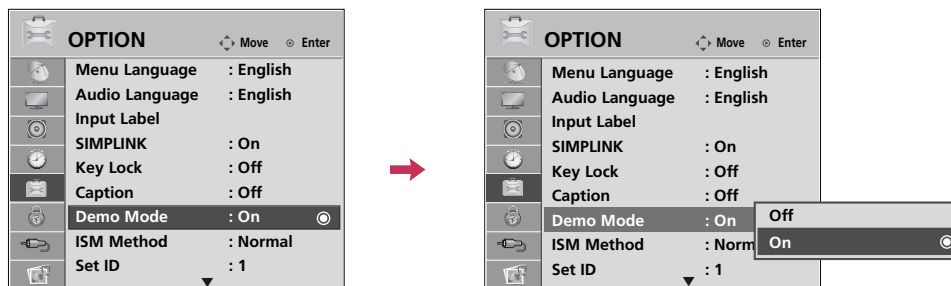 OPTION Move Enter
Menu Language : English
Audio Language : English
Input Label
SIMPLINK : On
Key Lock : Off
Caption : Off
Demo Mode : On
ISM Method : Normal
Set ID : 1
OPTION Move Enter
Menu Language : English
Audio Language : English
Input Label
SIMPLINK : On
Key Lock : Off
Caption : Off
Demo Mode : On
ISM Method : Norm
Set ID : 1
Off
On